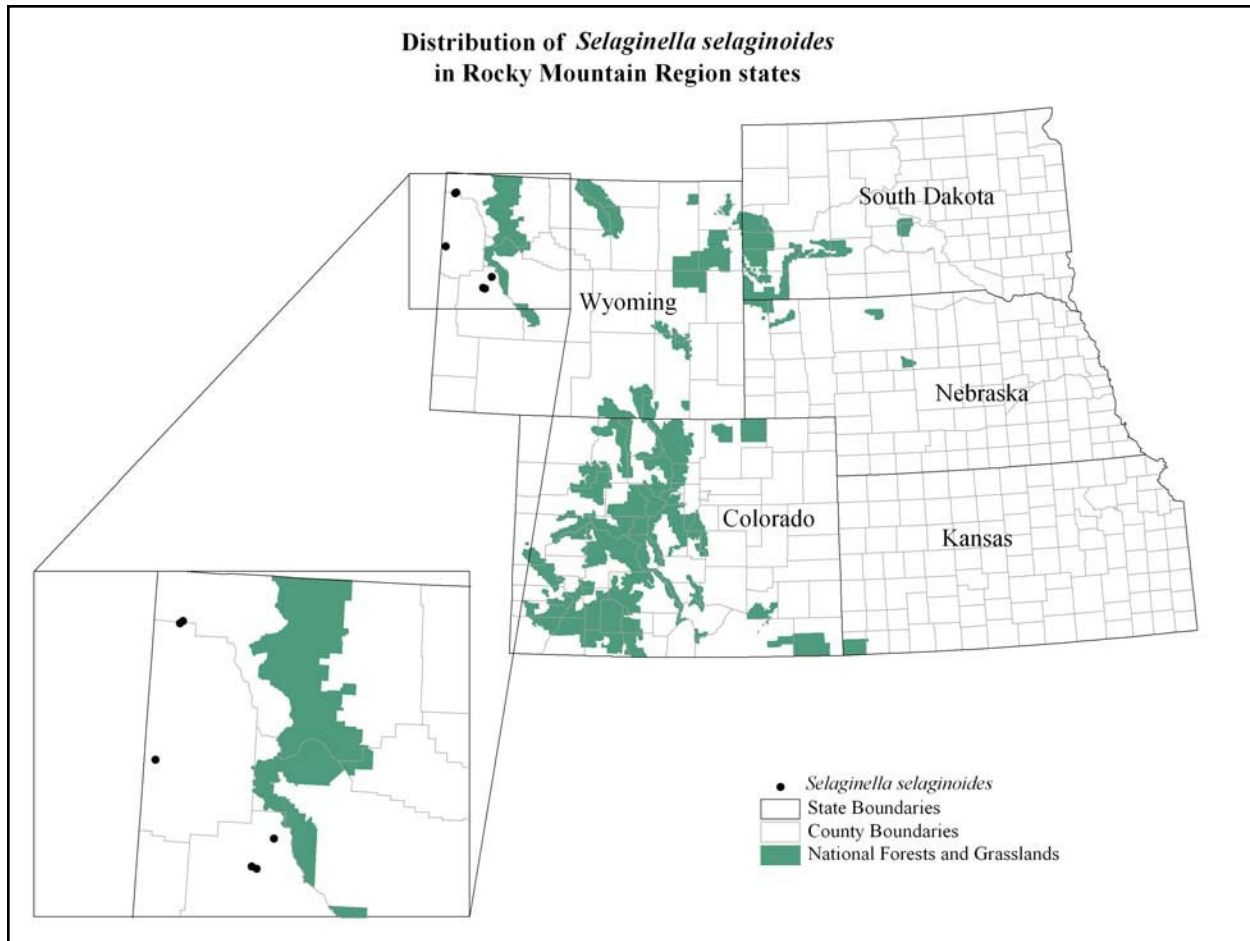 Distribution of Selaginella selaginoides
in Rocky Mountain Region states
South Dakota
Wyoming
Nebraska
Colorado
Kansas
Selaginella selaginoides
State Boundaries
County Boundaries
National Forests and Grasslands